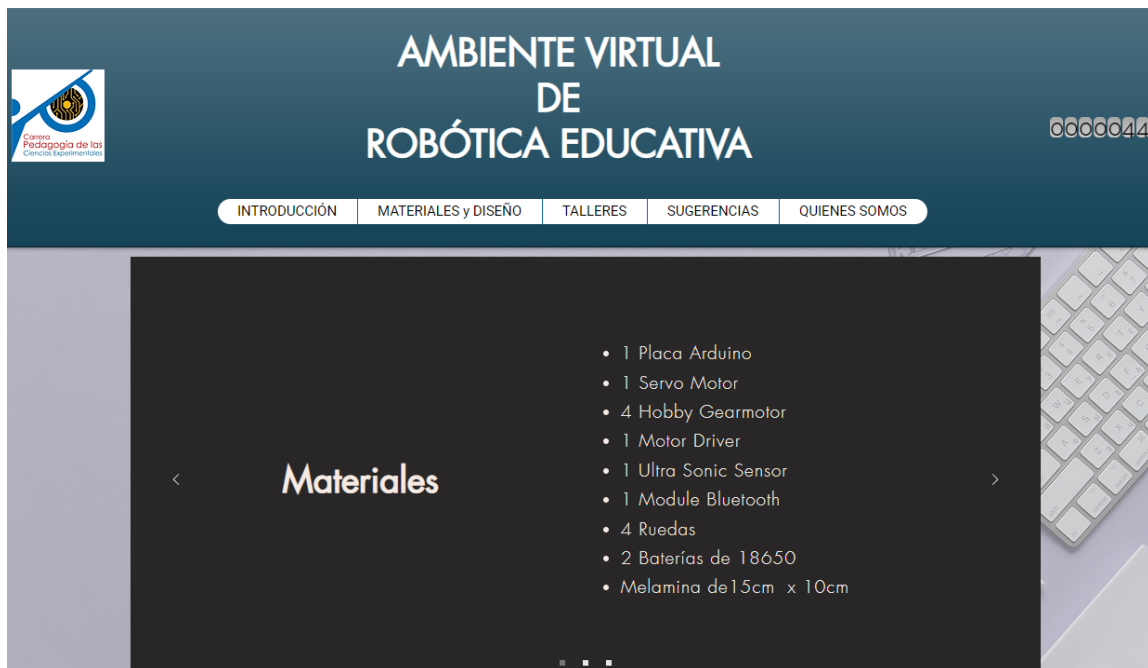 AMBIENTE VIRTUAL
DE
ROBÓTICA EDUCATIVA
Carrera
Pedagogía de las
Ciencias Experimentales
0000044
INTRODUCCIÓN
MATERIALES y DISEÑO
TALLERES
SUGERENCIAS
QUIENES SOMOS
Materiales
• 1 Placa Arduino
• 1 Servo Motor
• 4 Hobby Gearmotor
• 1 Motor Driver
• 1 Ultra Sonic Sensor
• 1 Module Bluetooth
• 4 Ruedas
• 2 Baterías de 18650
• Melamina de15cm x 10cm